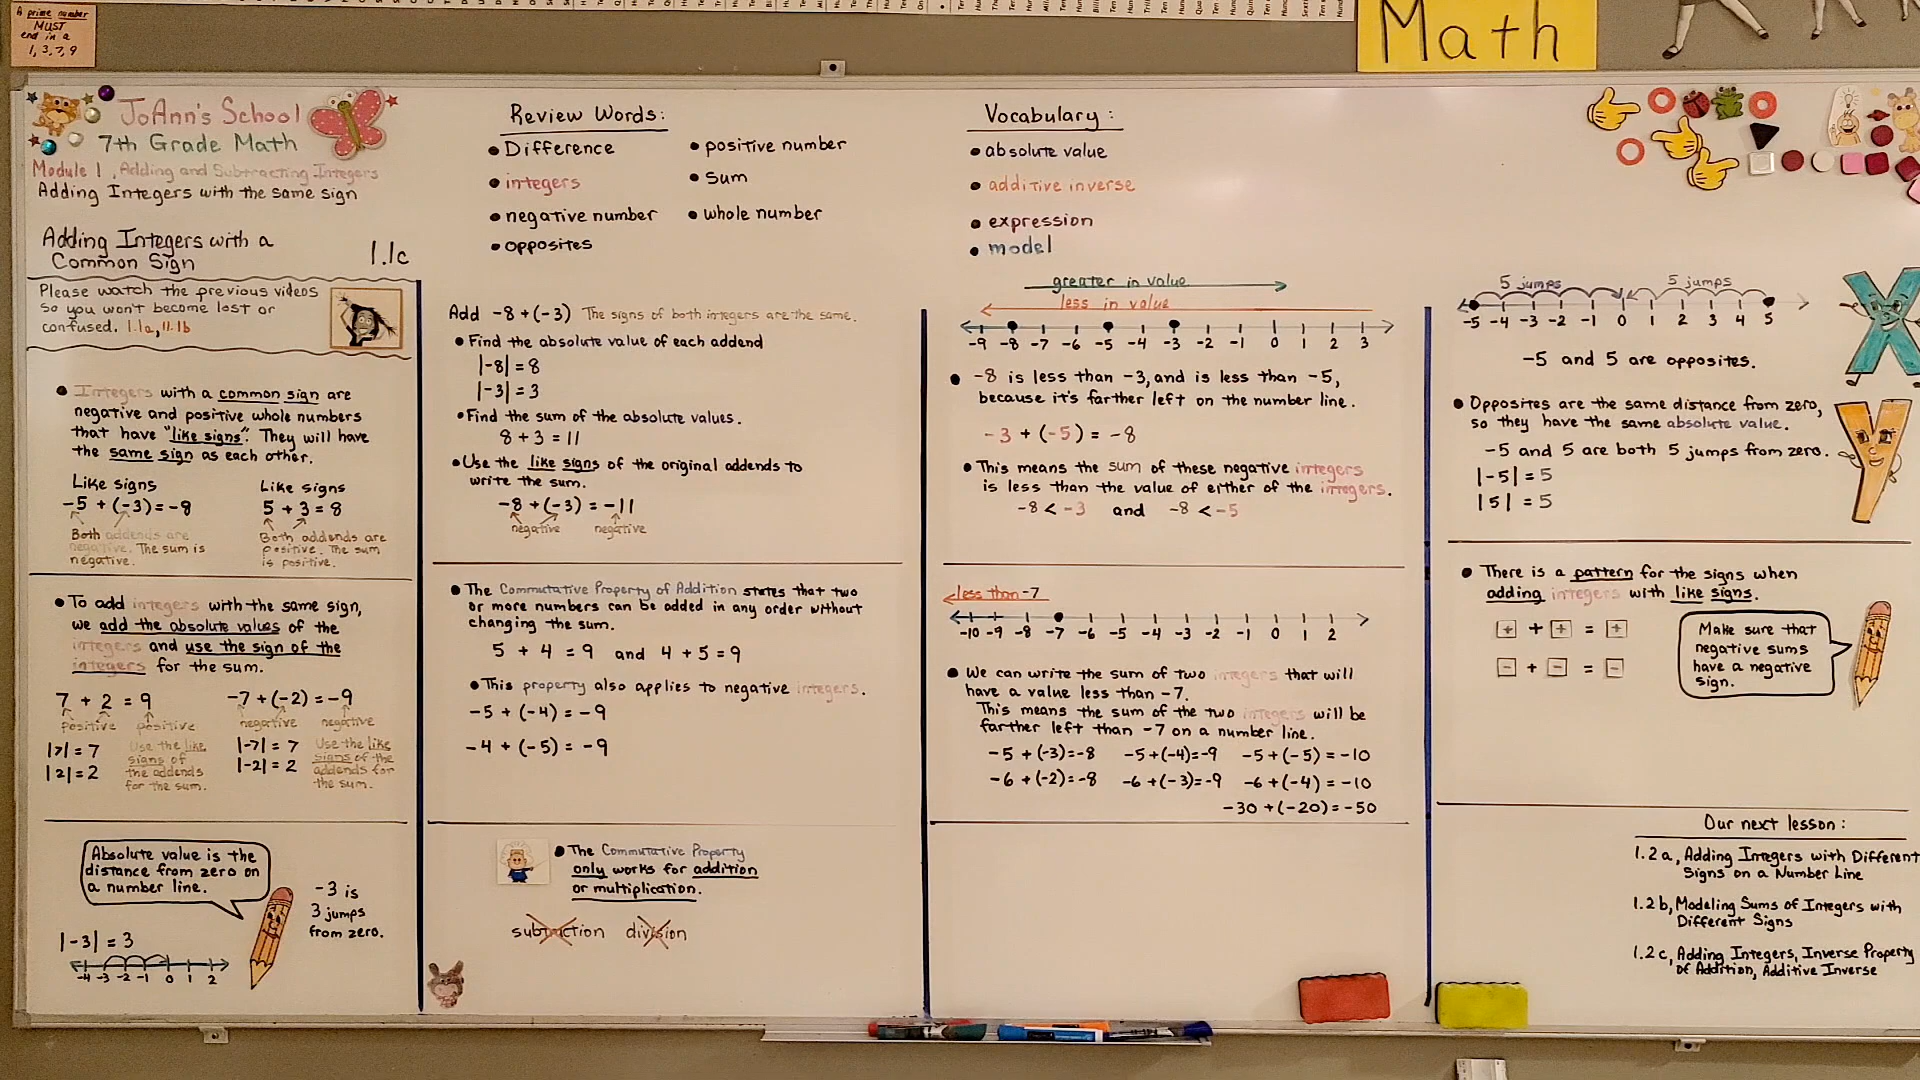 A prime number
MUST
end in a
1, 3, 7, 9
Math
JoAnn's School
7th Grade Math
Module 1, Adding and Subtracting Integers
Adding Integers with the same sign
Adding Integers with a
Common Sign
1.1c
Please watch the previous videos
so you won't become lost or
confused. 1.1a, 1.1b
• Integers with a common sign are
negative and positive whole numbers
that have "like signs". They will have
the same sign as each other.
Like signs
-5 + (-3) = -8
Both addends are
negative. The sum is
negative.
Like signs
5 + 3 = 8
Both addends are
positive. The sum
is positive.
• To add integers with the same sign,
we add the absolute values of the
integers and use the sign of the
integers for the sum.
7 + 2 = 9
positive positive
|7| = 7
|2| = 2
Use the like
signs of
the addends
for the sum.
-7 + (-2) = -9
negative negative
|-7| = 7
|-2| = 2
Use the like
signs of the
addends for
the sum.
Absolute value is the
distance from zero on
a number line.
-3 is
3 jumps
from zero.
|-3| = 3
-4 -3 -2 -1 0 1 2
Review Words:
• Difference
• integers
• negative number
• opposites
• positive number
• sum
• whole number
Add -8 + (-3) The signs of both integers are the same.
• Find the absolute value of each addend
|-8| = 8
|-3| = 3
• Find the sum of the absolute values.
8 + 3 = 11
• Use the like signs of the original addends to
write the sum.
-8 + (-3) = -11
negative negative
• The Commutative Property of Addition states that two
or more numbers can be added in any order without
changing the sum.
5 + 4 = 9 and 4 + 5 = 9
• This property also applies to negative integers.
-5 + (-4) = -9
-4 + (-5) = -9
• The Commutative Property
only works for addition
or multiplication.
subtraction division
Vocabulary:
• absolute value
• additive inverse
• expression
• model
greater in value
less in value
-9 -8 -7 -6 -5 -4 -3 -2 -1 0 1 2 3
• -8 is less than -3, and is less than -5,
because it's farther left on the number line.
-3 + (-5) = -8
• This means the sum of these negative integers
is less than the value of either of the integers.
-8 < -3 and -8 < -5
less than -7
-10 -9 -8 -7 -6 -5 -4 -3 -2 -1 0 1 2
• We can write the sum of two integers that will
have a value less than -7.
This means the sum of the two integers will be
farther left than -7 on a number line.
-5 + (-3) = -8 -5 + (-4) = -9 -5 + (-5) = -10
-6 + (-2) = -8 -6 + (-3) = -9 -6 + (-4) = -10
-30 + (-20) = -50
5 jumps 5 jumps
-5 -4 -3 -2 -1 0 1 2 3 4 5
-5 and 5 are opposites.
• Opposites are the same distance from zero,
so they have the same absolute value.
-5 and 5 are both 5 jumps from zero.
|-5| = 5
|5| = 5
• There is a pattern for the signs when
adding integers with like signs.
+ + + = +
- + - = -
Make sure that
negative sums
have a negative
sign.
Our next lesson:
1.2a, Adding Integers with Different
Signs on a Number Line
1.2b, Modeling Sums of Integers with
Different Signs
1.2c, Adding Integers, Inverse Property
of Addition, Additive Inverse